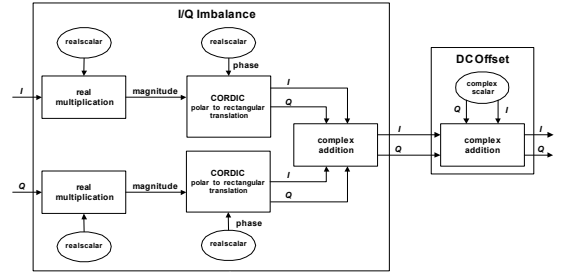 I/Q Imbalance
realscalar
realscalar
phase
I
real
multiplication
magnitude
CORDIC
polar to rectangular
translation
I
Q
complex
addition
I
Q
Q
real
multiplication
magnitude
CORDIC
polar to rectangular
translation
I
Q
phase
realscalar
realscalar
DC Offset
complex
scalar
Q
I
complex
addition
I
Q